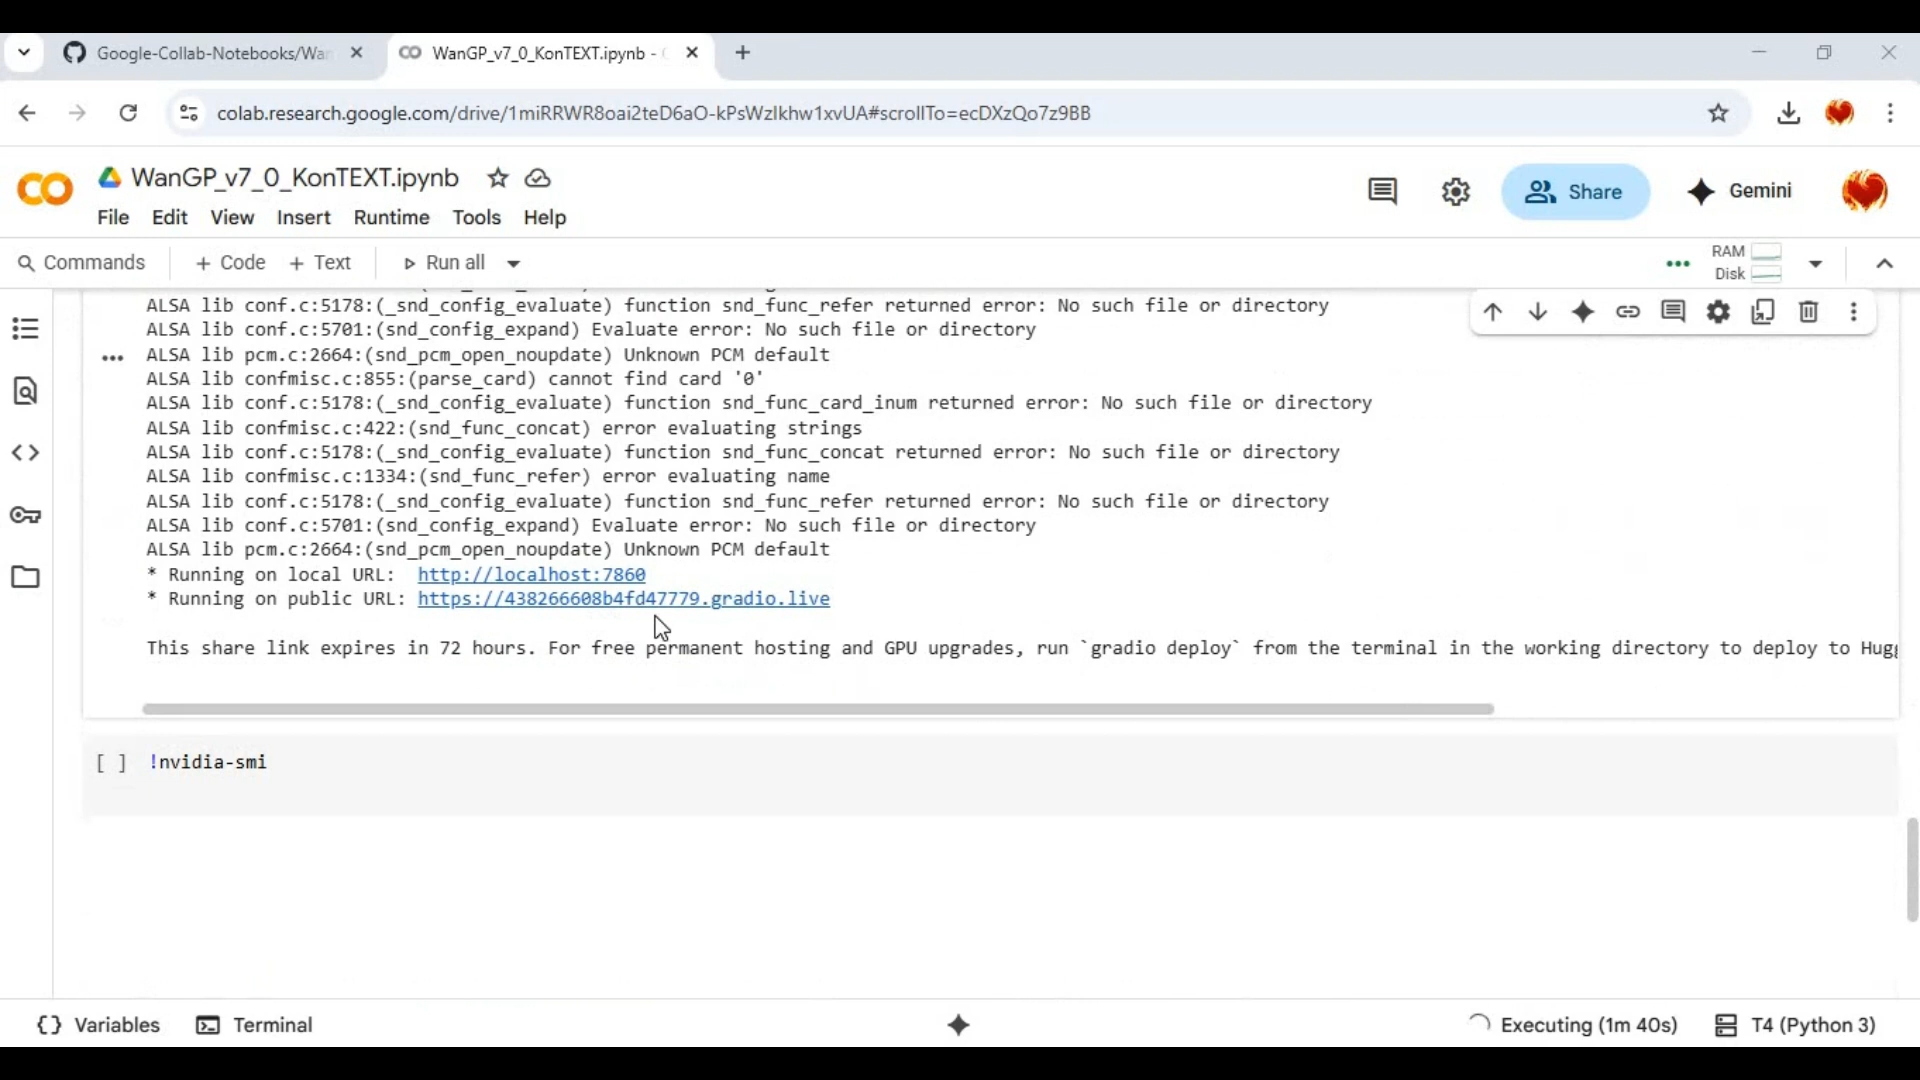 Google-Collab-Notebooks/Wan
WanGP_v7_0_KonTEXT.ipynb -
colab.research.google.com/drive/1miRRWR8oai2teD6aO-kPsWzIkhw1xvUA#scrollTo=ecDXzQo7z9BB
WanGP_v7_0_KonTEXT.ipynb
Share
Gemini
File Edit View Insert Runtime Tools Help
Commands + Code + Text Run all
RAM
Disk
ALSA lib conf.c:5178:(_snd_config_evaluate) function snd_func_refer returned error: No such file or directory
ALSA lib conf.c:5701:(snd_config_expand) Evaluate error: No such file or directory
ALSA lib pcm.c:2664:(snd_pcm_open_noupdate) Unknown PCM default
ALSA lib confmisc.c:855:(parse_card) cannot find card '0'
ALSA lib conf.c:5178:(_snd_config_evaluate) function snd_func_card_inum returned error: No such file or directory
ALSA lib confmisc.c:422:(snd_func_concat) error evaluating strings
ALSA lib conf.c:5178:(_snd_config_evaluate) function snd_func_concat returned error: No such file or directory
ALSA lib confmisc.c:1334:(snd_func_refer) error evaluating name
ALSA lib conf.c:5178:(_snd_config_evaluate) function snd_func_refer returned error: No such file or directory
ALSA lib conf.c:5701:(snd_config_expand) Evaluate error: No such file or directory
ALSA lib pcm.c:2664:(snd_pcm_open_noupdate) Unknown PCM default
* Running on local URL: http://localhost:7860
* Running on public URL: https://438266608b4fd47779.gradio.live
This share link expires in 72 hours. For free permanent hosting and GPU upgrades, run `gradio deploy` from the terminal in the working directory to deploy to Hugg
[ ] !nvidia-smi
Variables Terminal
Executing (1m 40s) T4 (Python 3)